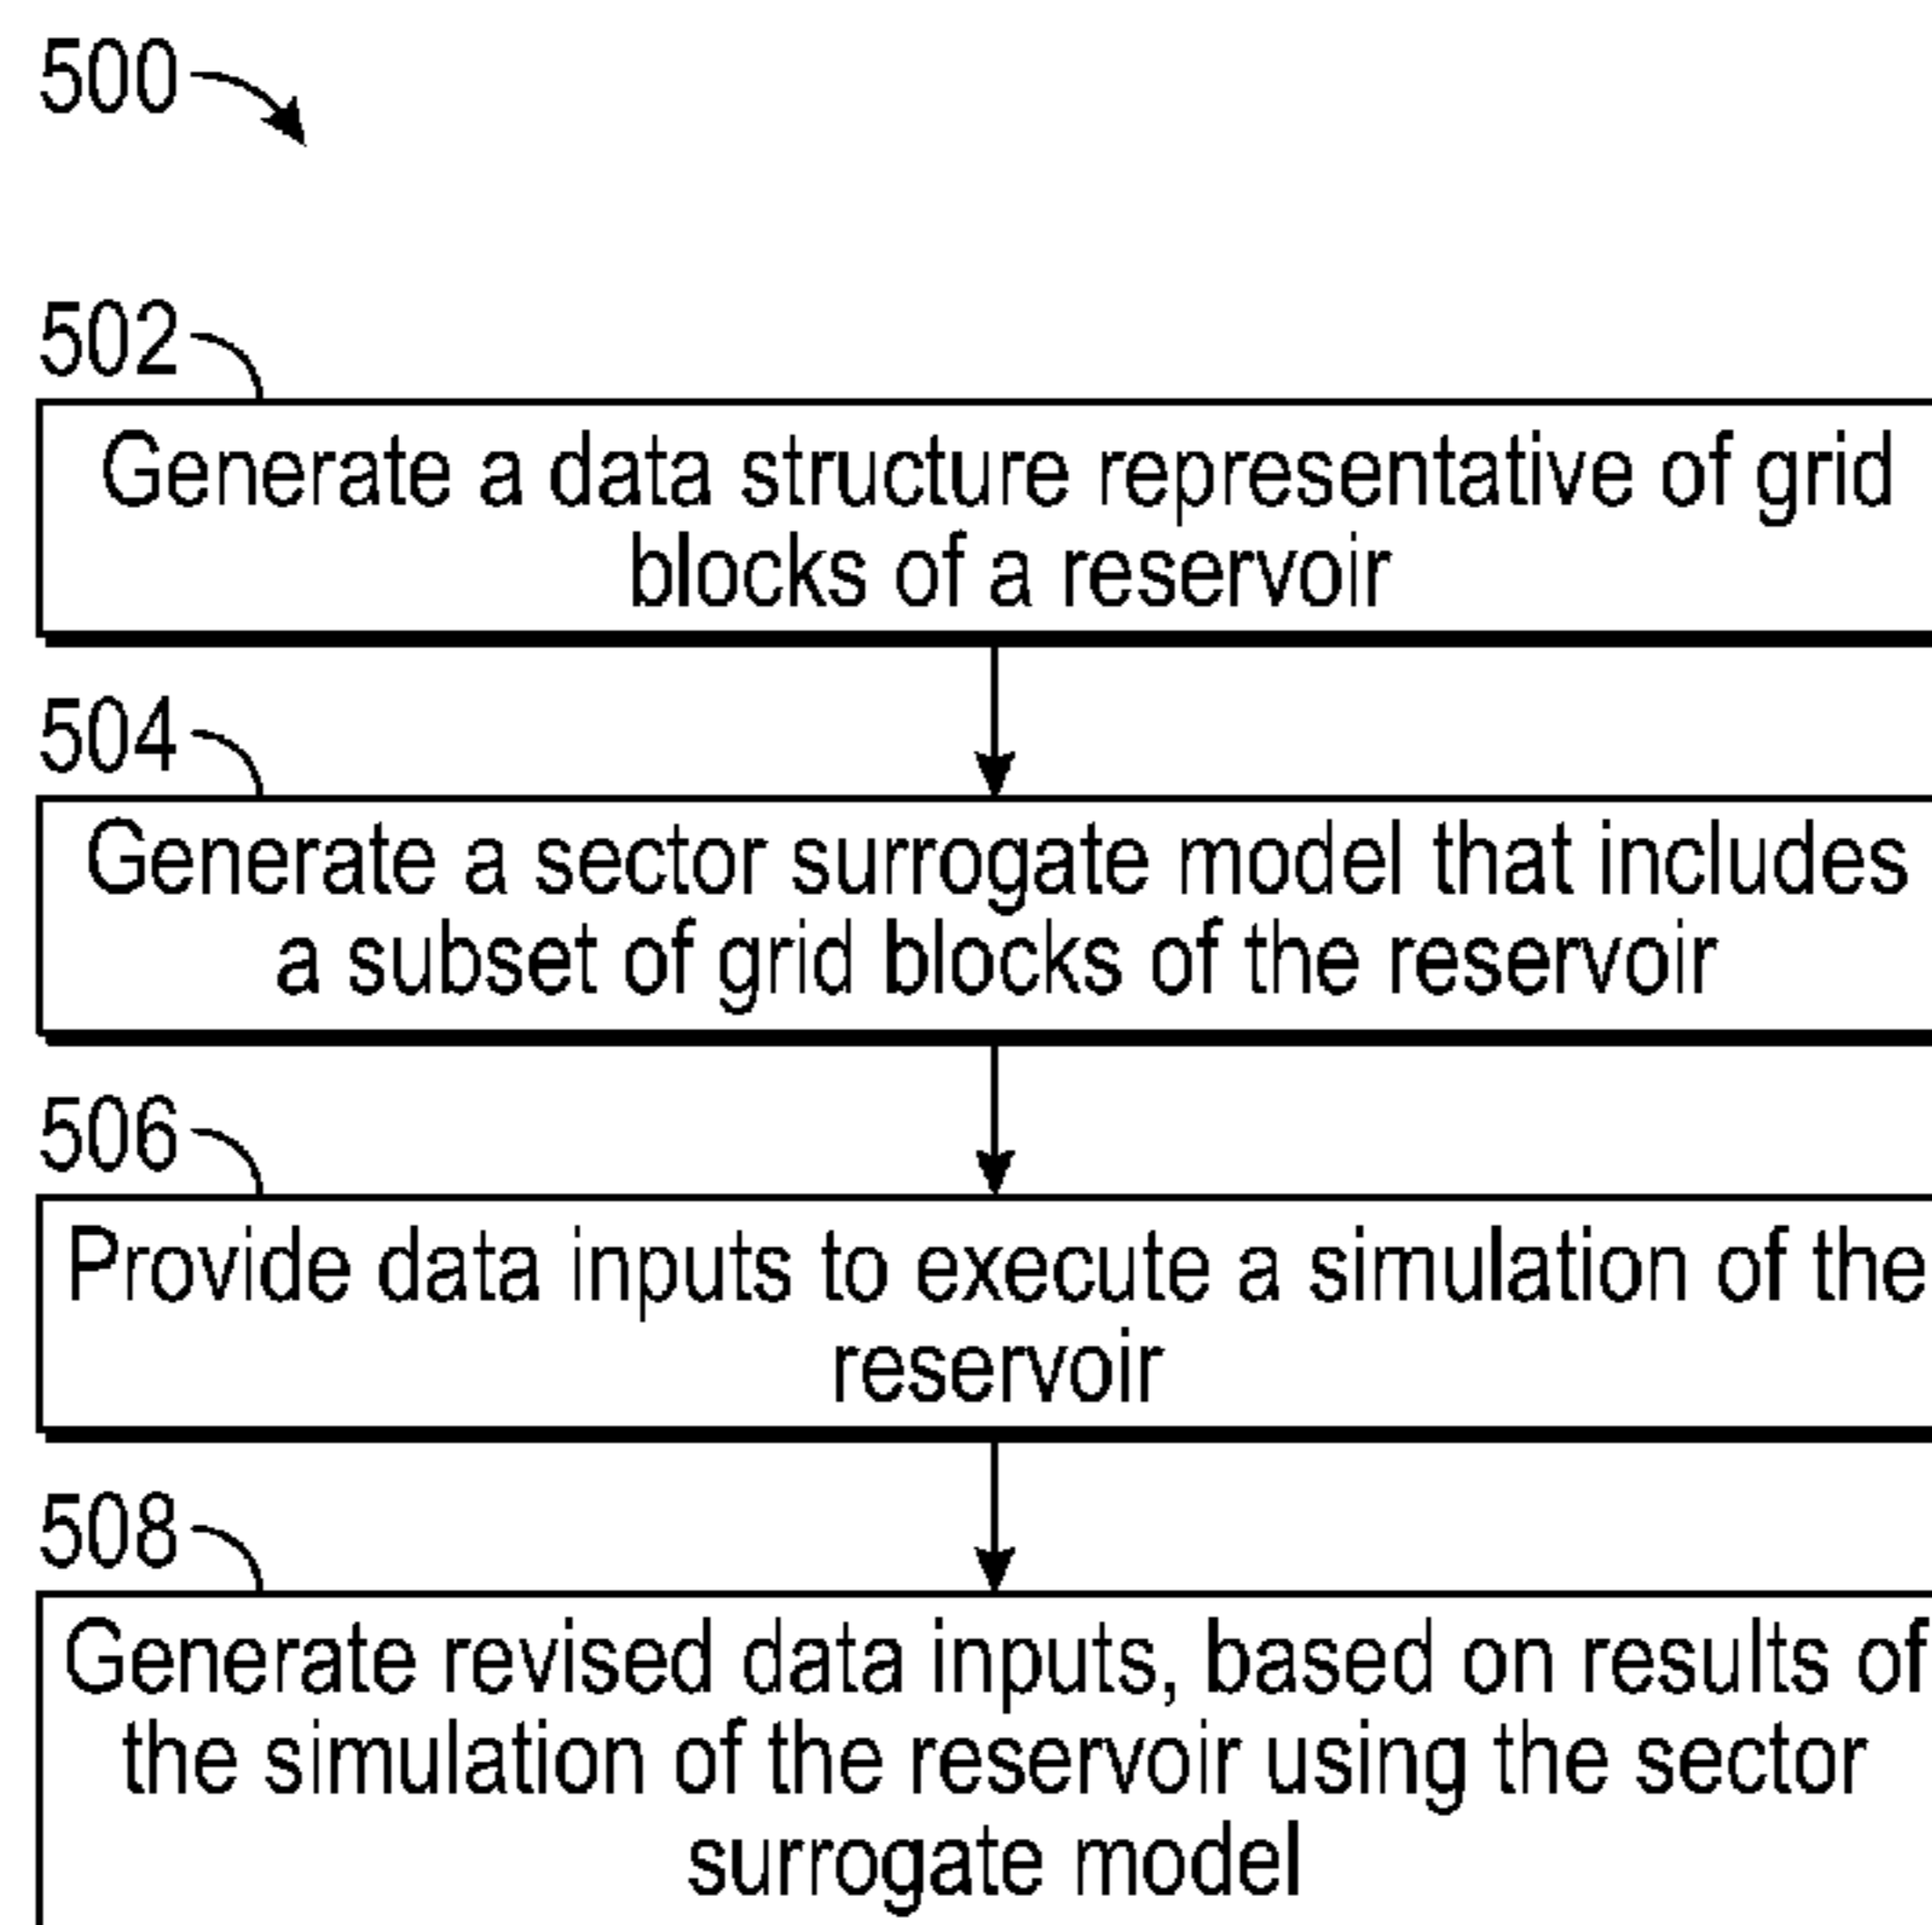 500
502
Generate a data structure representative of grid
blocks of a reservoir
504
Generate a sector surrogate model that includes
a subset of grid blocks of the reservoir
506
Provide data inputs to execute a simulation of the
reservoir
508
Generate revised data inputs, based on results of
the simulation of the reservoir using the sector
surrogate model